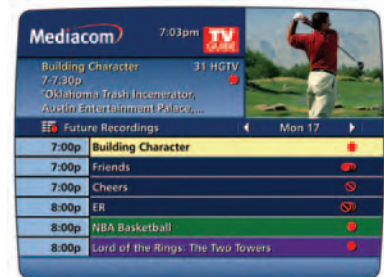 Mediacom
7:03pm
TV
GUIDE
Building Character 31 HGTV
7-7:30p
"Oklahoma Trash Incenerator,
Austin Entertainment Palace,...
Future Recordings Mon 17
7:00p Building Character
7:00p Friends
7:00p Cheers
8:00p ER
8:00p NBA Basketball
8:00p Lord of the Rings: The Two Towers